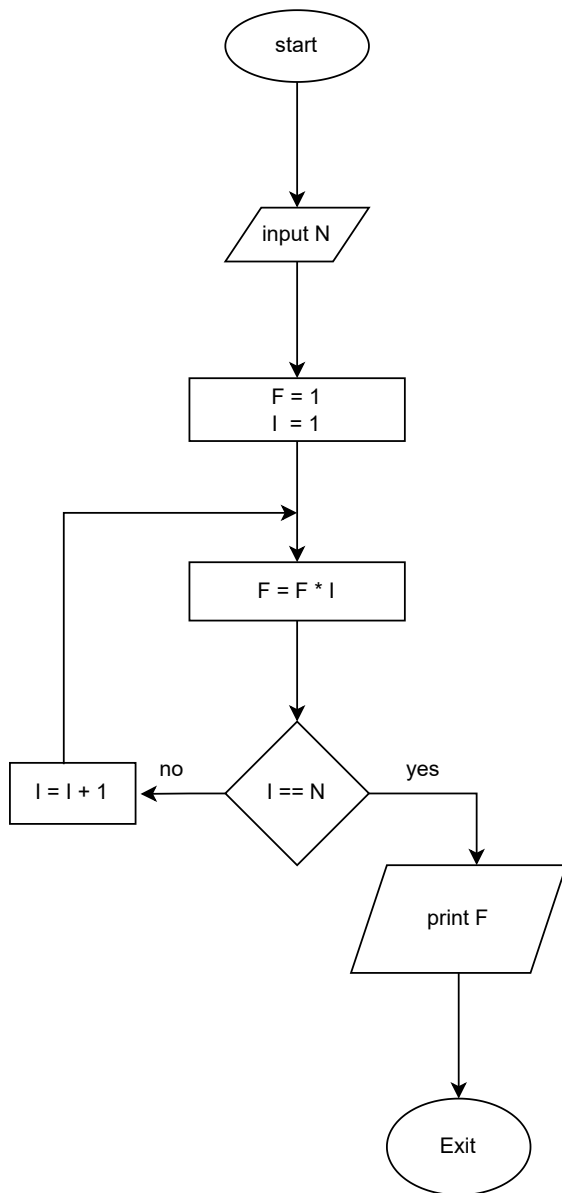 start
input N
F = 1
I = 1
F = F * I
I == N
no
yes
I = I + 1
print F
Exit